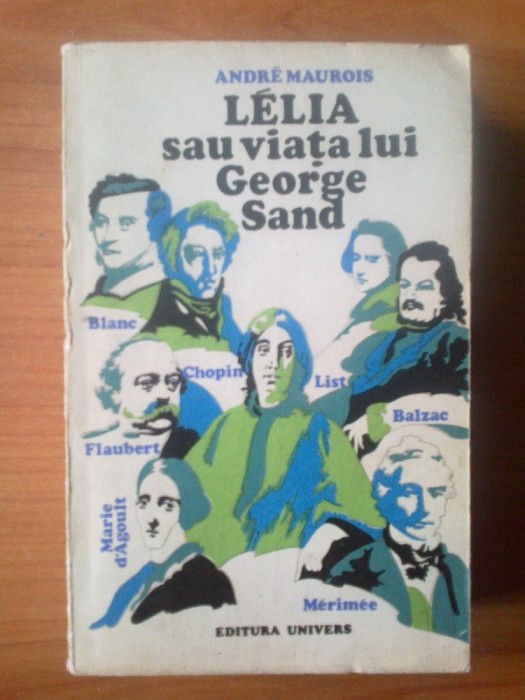 ANDRÉ MAUROIS
LÉLIA
sau viața lui
George
Sand
Blanc
Chopin
List
Balzac
Flaubert
Marie
d'Agoult
Mérimée
EDITURA UNIVERS